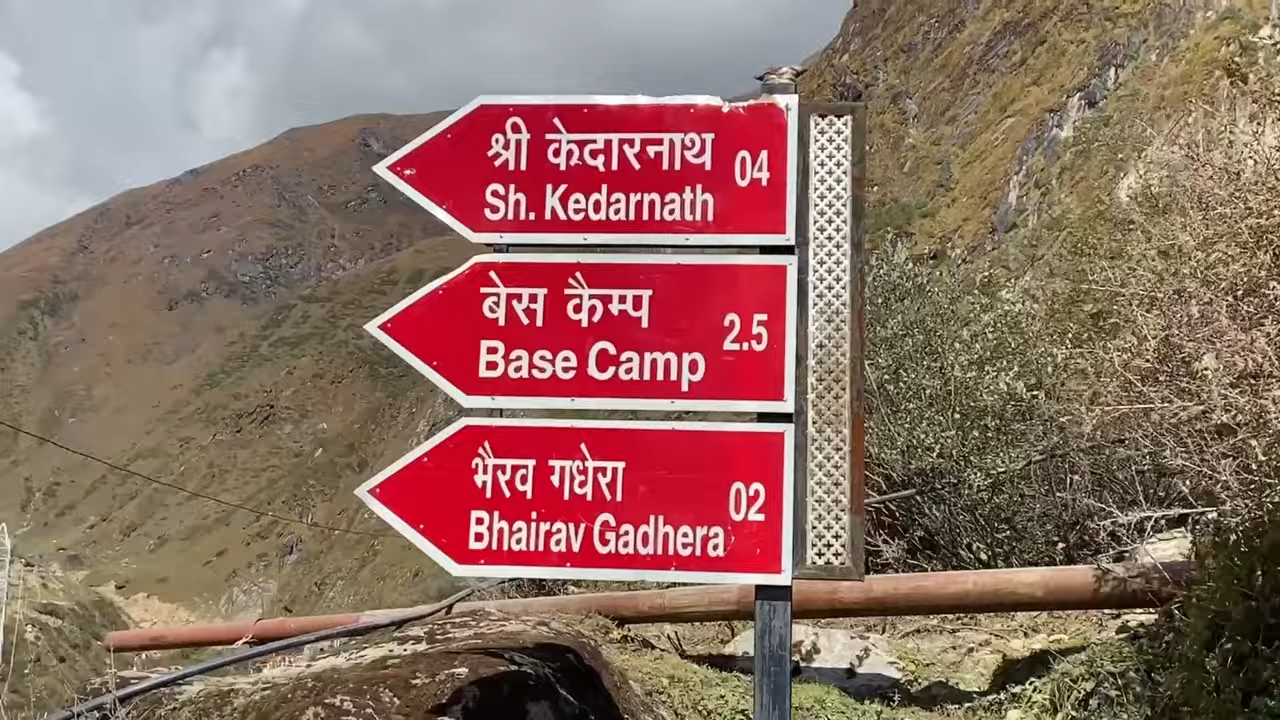 श्री केदारनाथ 04
Sh. Kedarnath
बेस कैम्प 2.5
Base Camp
भैरव गधेरा 02
Bhairav Gadhera